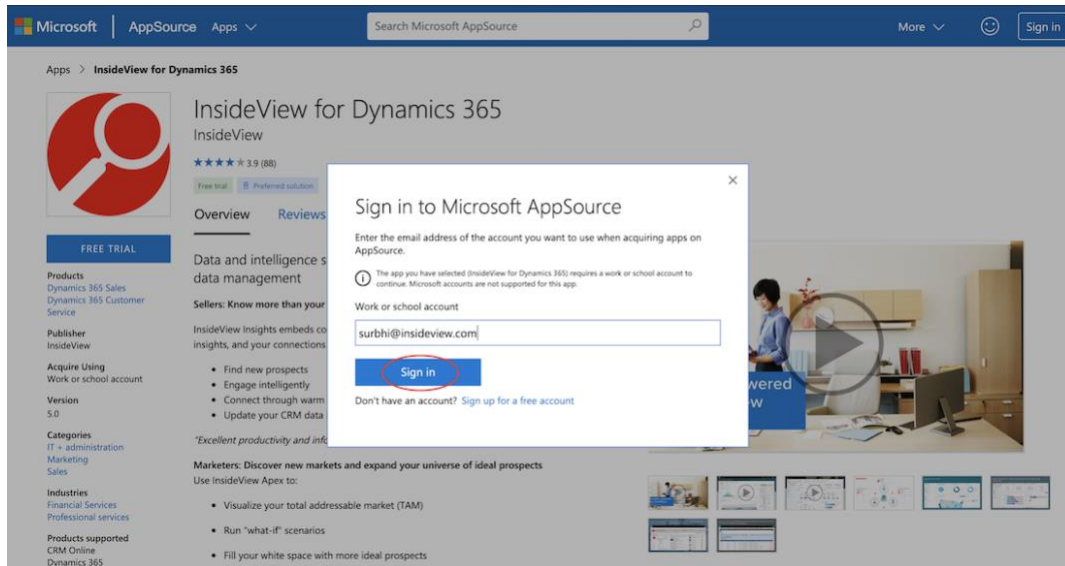 Microsoft AppSource Apps Search Microsoft AppSource More Sign in
Apps > InsideView for Dynamics 365
InsideView for Dynamics 365
InsideView
3.9 (88)
Free trial Preferred solution
Overview Reviews
FREE TRIAL
Products
Dynamics 365 Sales
Dynamics 365 Customer
Service
Publisher
InsideView
Acquire Using
Work or school account
Version
5.0
Categories
IT + administration
Marketing
Sales
Industries
Financial Services
Professional services
Products supported
CRM Online
Dynamics 365
Data and intelligence s
data management
Sellers: Know more than your
InsideView Insights embeds co
insights, and your connections
• Find new prospects
• Engage intelligently
• Connect through warm
• Update your CRM data
"Excellent productivity and info
Marketers: Discover new markets and expand your universe of ideal prospects
Use InsideView Apex to:
• Visualize your total addressable market (TAM)
• Run "what-if" scenarios
• Fill your white space with more ideal prospects
Sign in to Microsoft AppSource
Enter the email address of the account you want to use when acquiring apps on
AppSource.
The app you have selected (InsideView for Dynamics 365) requires a work or school account to
continue. Microsoft accounts are not supported for this app.
Work or school account
surbhi@insideview.com
Sign in
Don't have an account? Sign up for a free account
wered
w